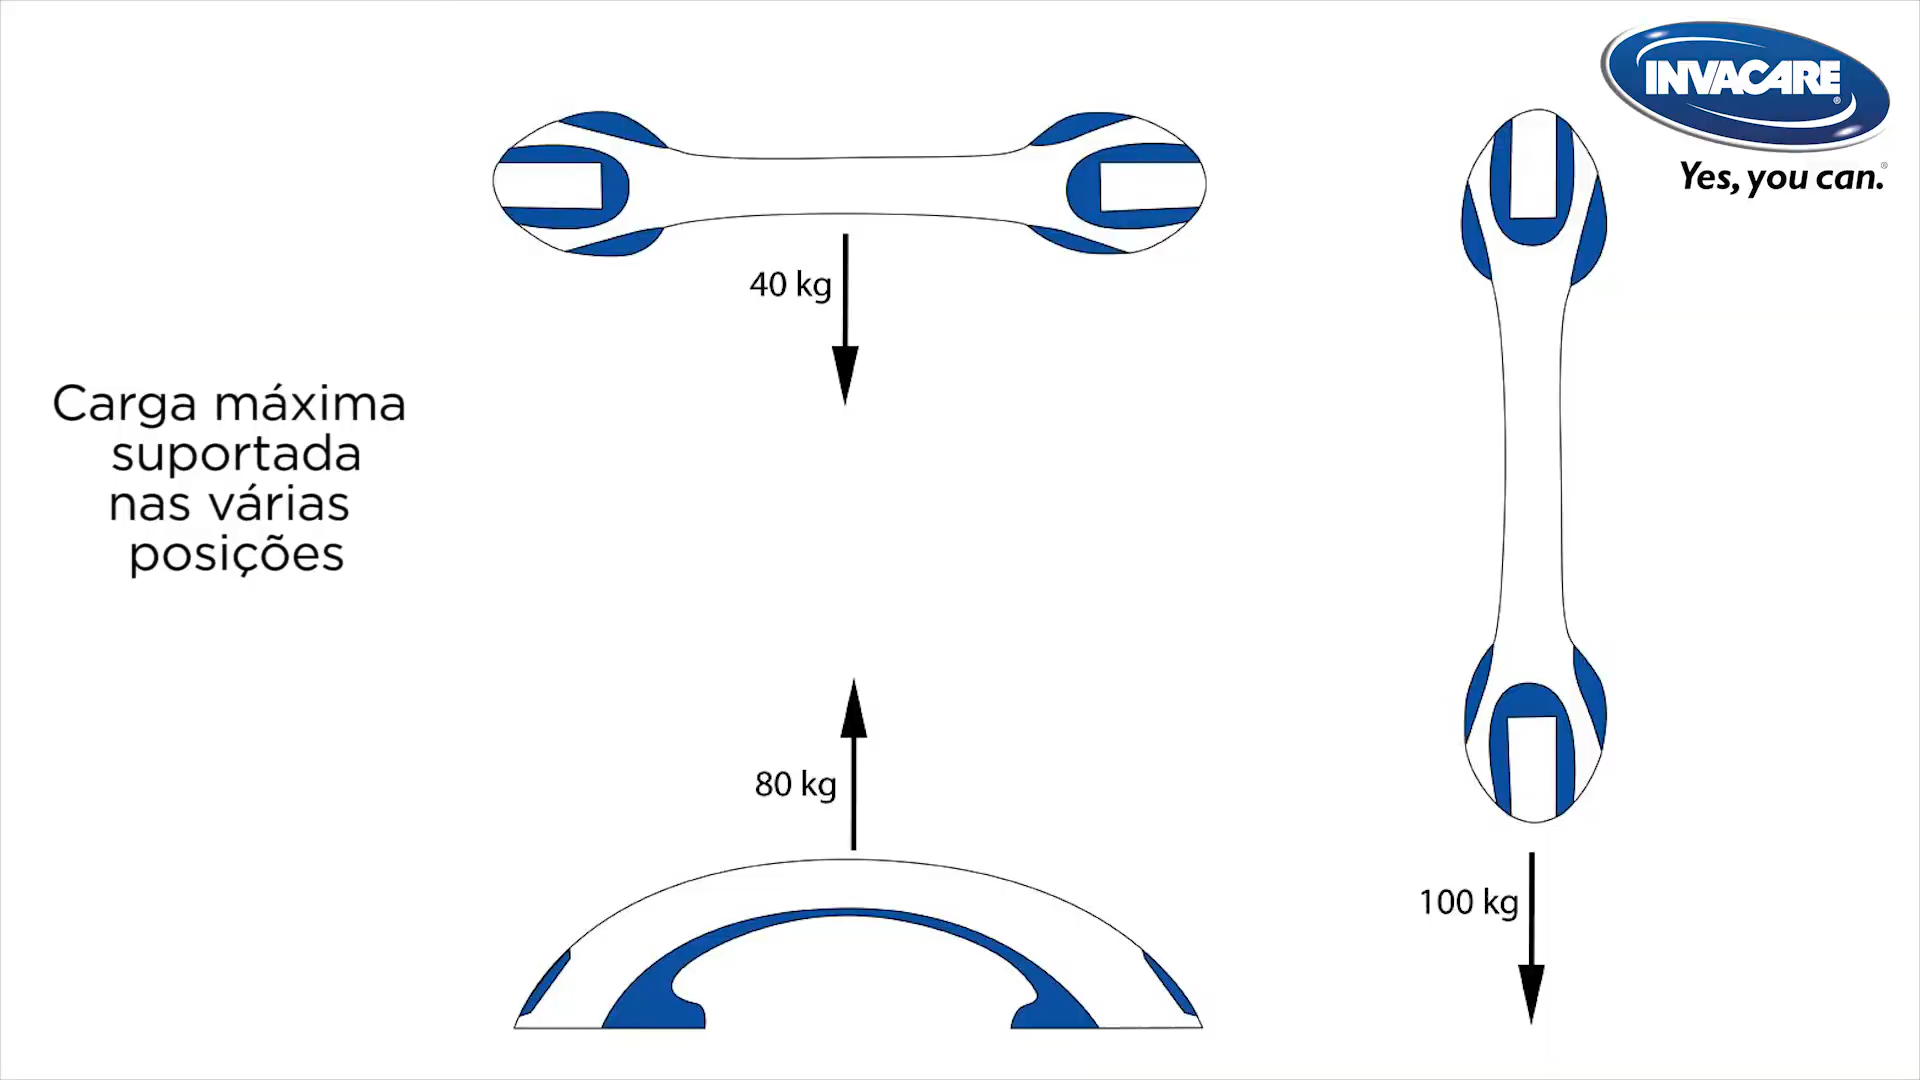 INVACARE®
Yes, you can.®
40 kg
Carga máxima
suportada
nas várias
posições
80 kg
100 kg